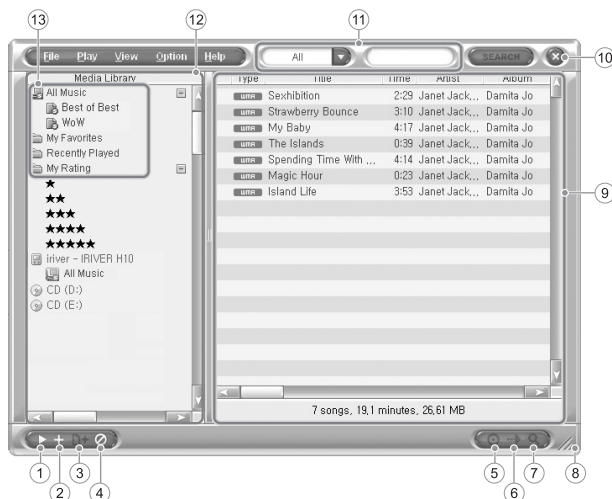 13 12 11
File Play View Option Help All SEARCH 10
Media Library
Type Title Time Artist Album
All Music
Best of Best
WoW
My Favorites
Recently Played
My Rating
★
★★
★★★
★★★★
★★★★★
iriver - IRIVER H10
All Music
CD (D:)
CD (E:)
WMA Sexhibition 2:29 Janet Jack... Damita Jo
WMA Strawberry Bounce 3:10 Janet Jack... Damita Jo
WMA My Baby 4:17 Janet Jack... Damita Jo
WMA The Islands 0:39 Janet Jack... Damita Jo
WMA Spending Time With ... 4:14 Janet Jack... Damita Jo
WMA Magic Hour 0:23 Janet Jack... Damita Jo
WMA Island Life 3:53 Janet Jack... Damita Jo
9
7 songs, 19,1 minutes, 26,61 MB
1 2 3 4 5 6 7 8